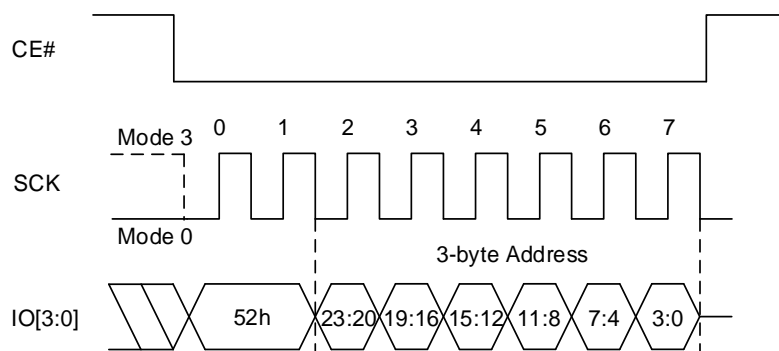 CE#
Mode 3 0 1 2 3 4 5 6 7
SCK
Mode 0
3-byte Address
IO[3:0] 52h 23:20 19:16 15:12 11:8 7:4 3:0